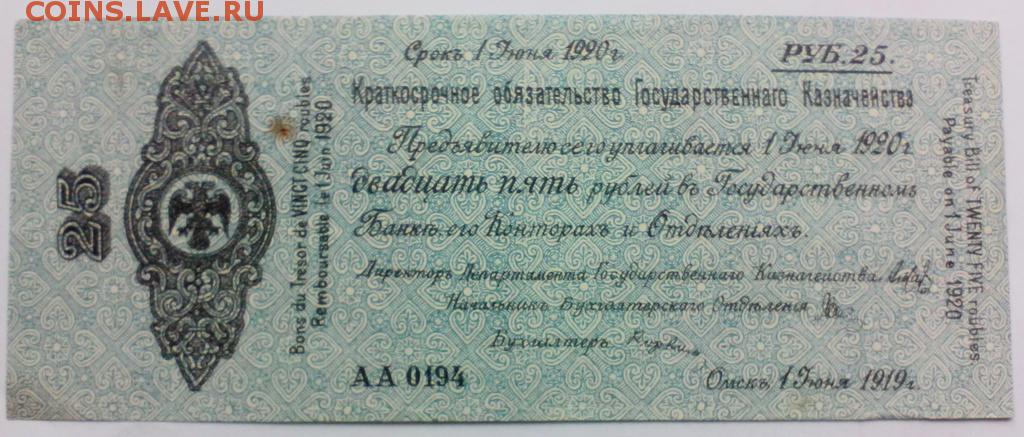 COINS.LAVE.RU
Срокъ 1 Іюня 1920 г.
РУБ. 25.
Краткосрочное обязательство Государственнаго Казначейства
Предъявителю сего уплачивается 1 Іюня 1920 г.
двадцать пять рублей въ Государственномъ
Банкѣ, его Конторахъ и Отдѣленіяхъ.
Директоръ Департамента Государственнаго Казначейства
Начальникъ Бухгалтерскаго Отдѣленія
Бухгалтеръ
АА 0194
Омскъ, 1 Іюня 1919 г.
25
Bons du Trésor de VINGT CINQ roubles
Remboursable le 1 Juin 1920
Treasury Bill of TWENTY FIVE roubles
Payble on 1 June 1920